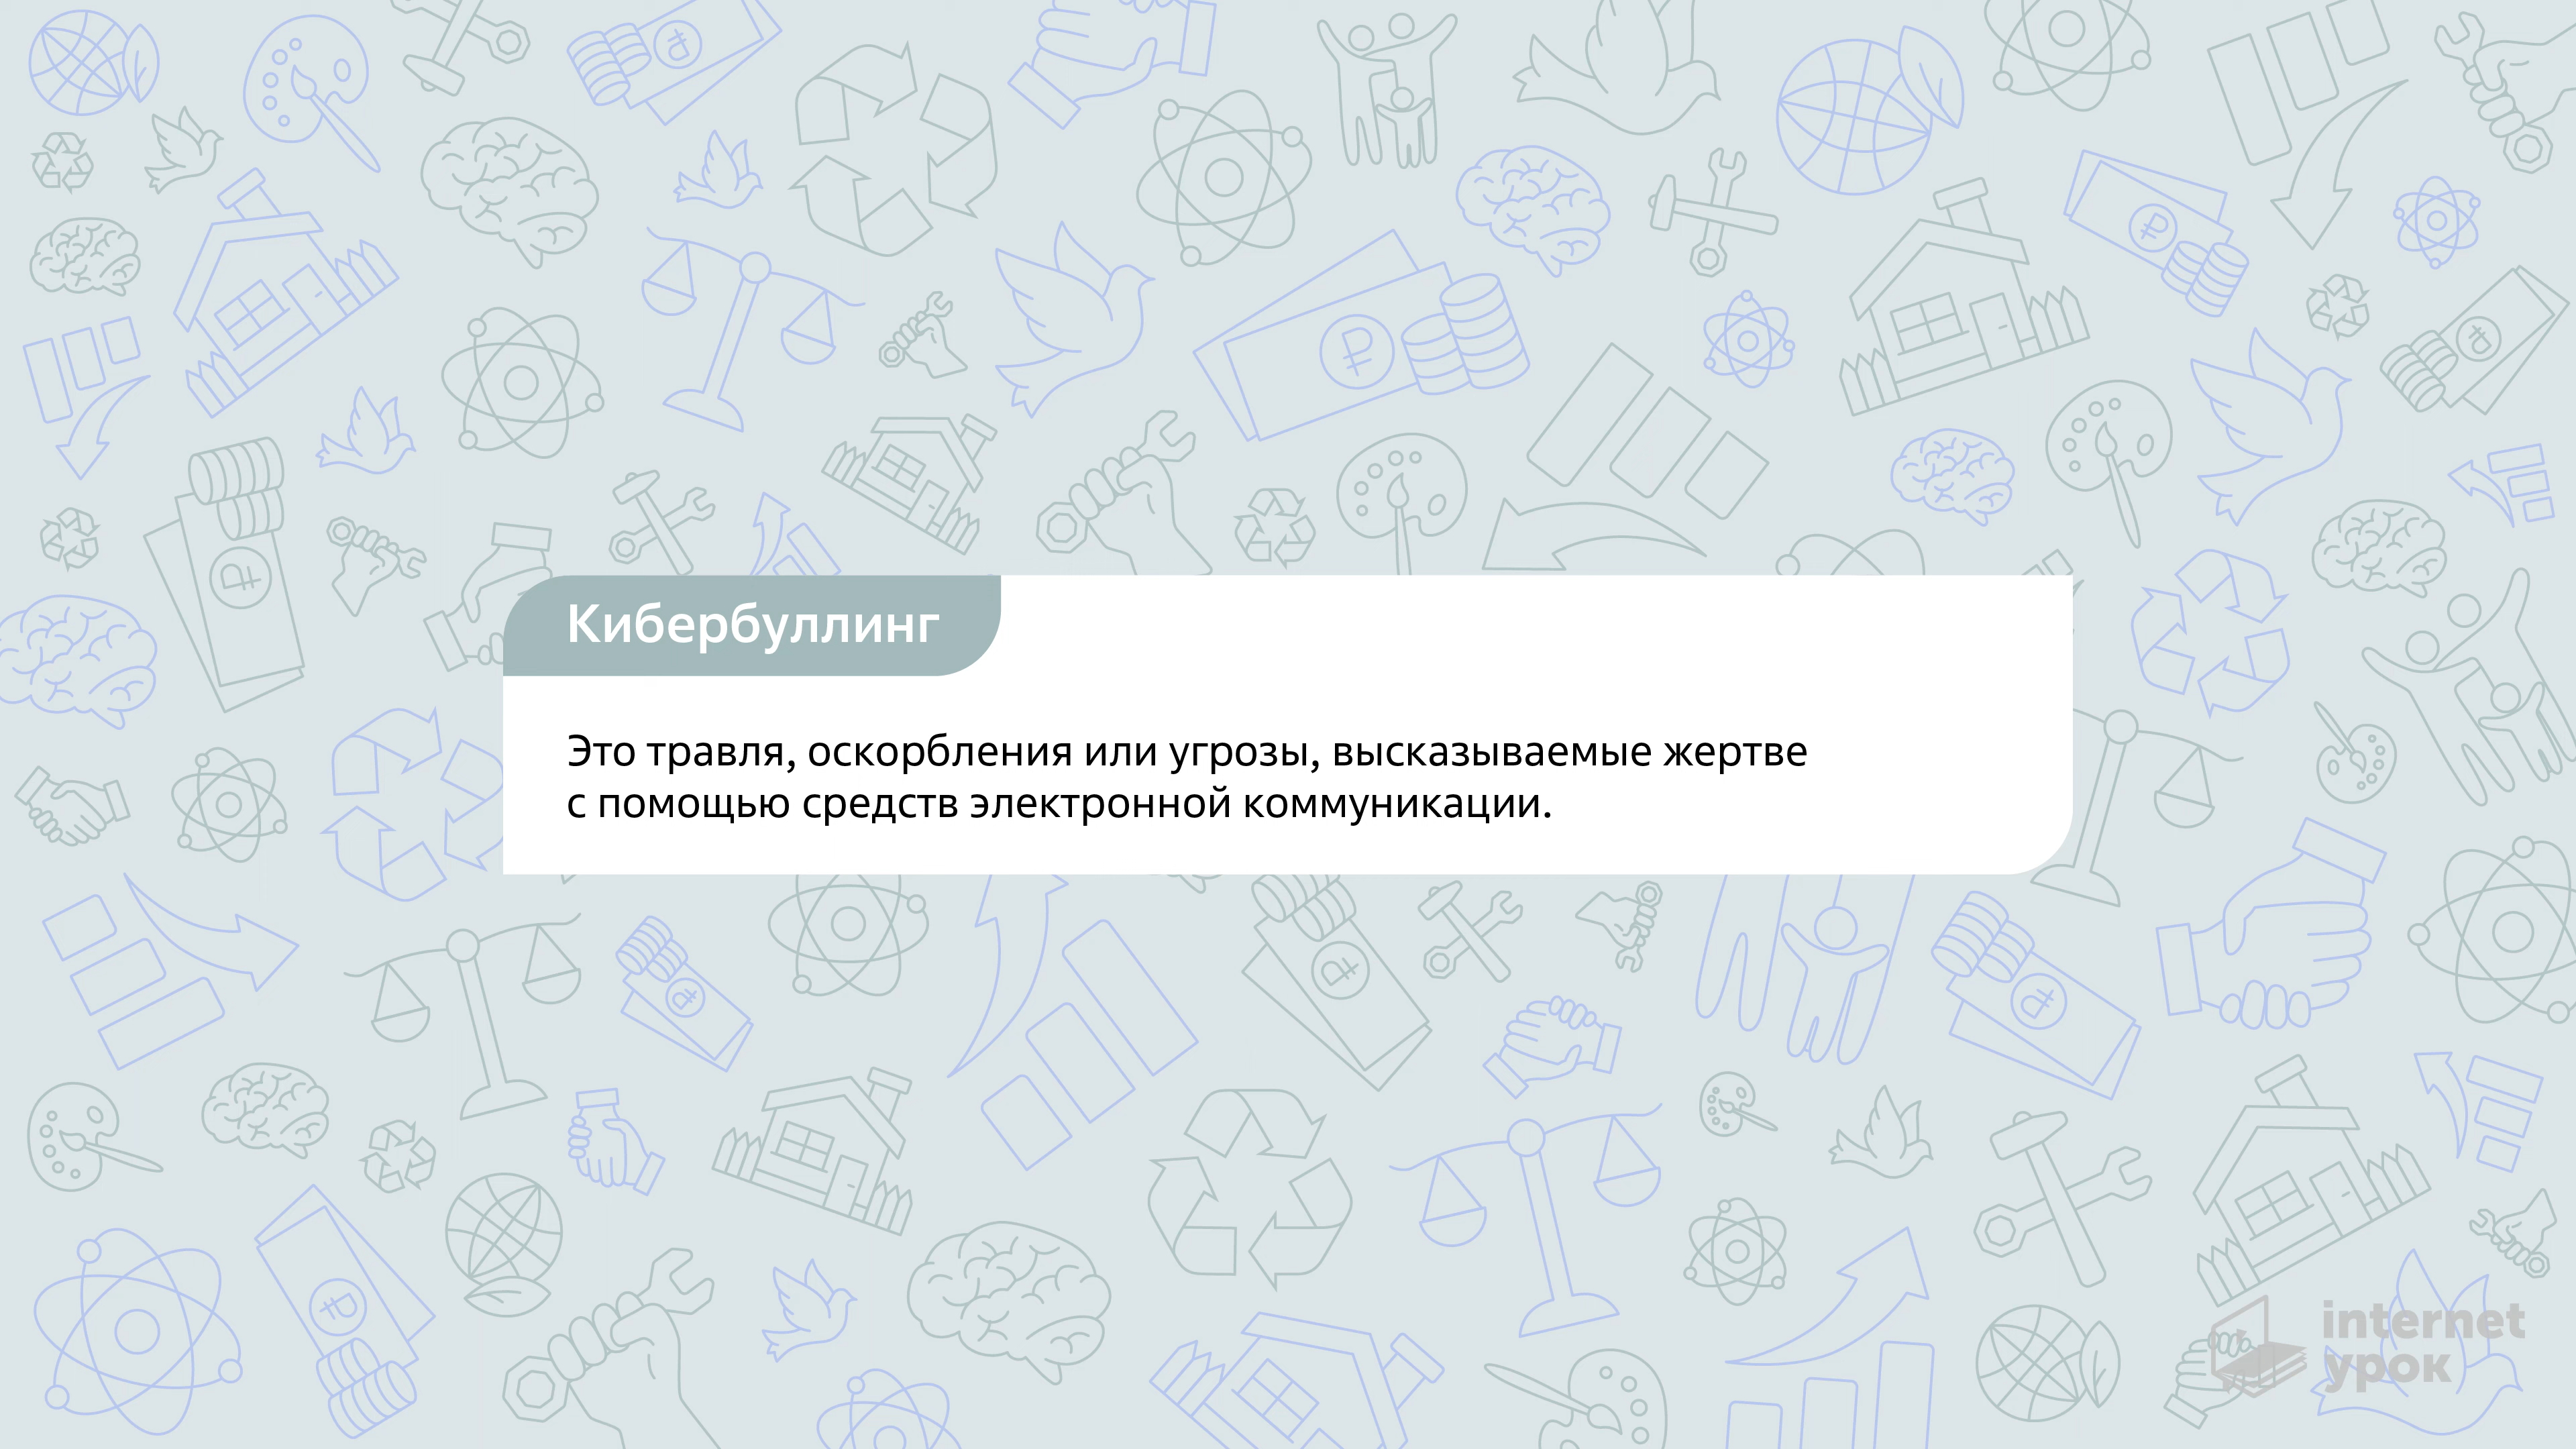 Кибербуллинг
Это травля, оскорбления или угрозы, высказываемые жертве
с помощью средств электронной коммуникации.
internet
урок